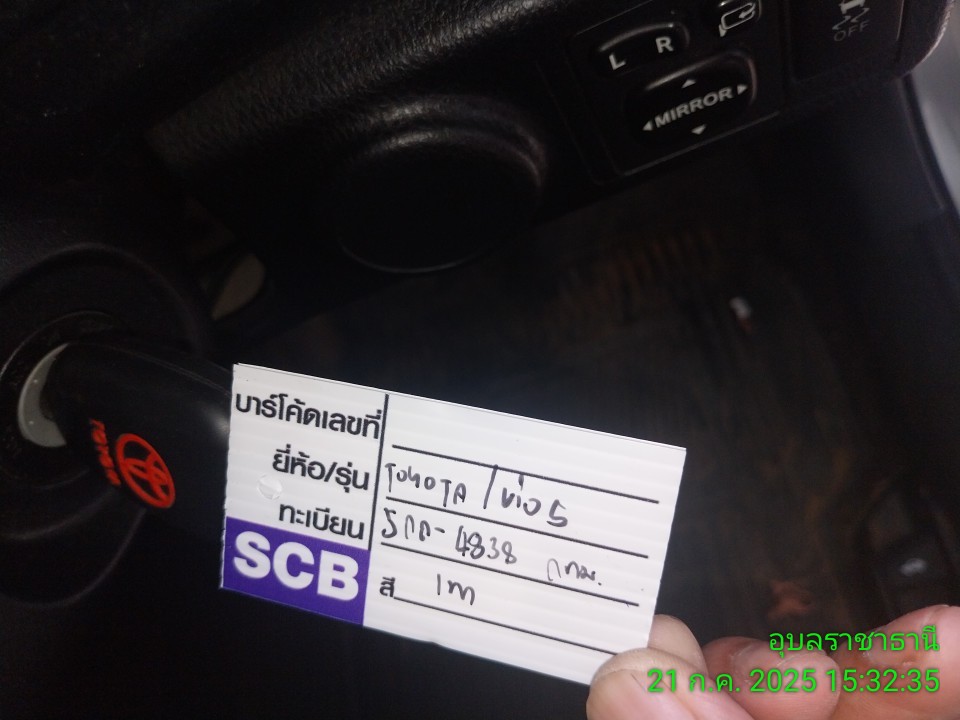 L R
MIRROR
OFF
TOYOTA
บาร์โค้ดเลขที่
ยี่ห้อ/รุ่น TOYOTA / วีออส
ทะเบียน 5กก-4838 กทม.
SCB
สี เทา
อุบลราชธานี
21 ก.ค. 2025 15:32:35